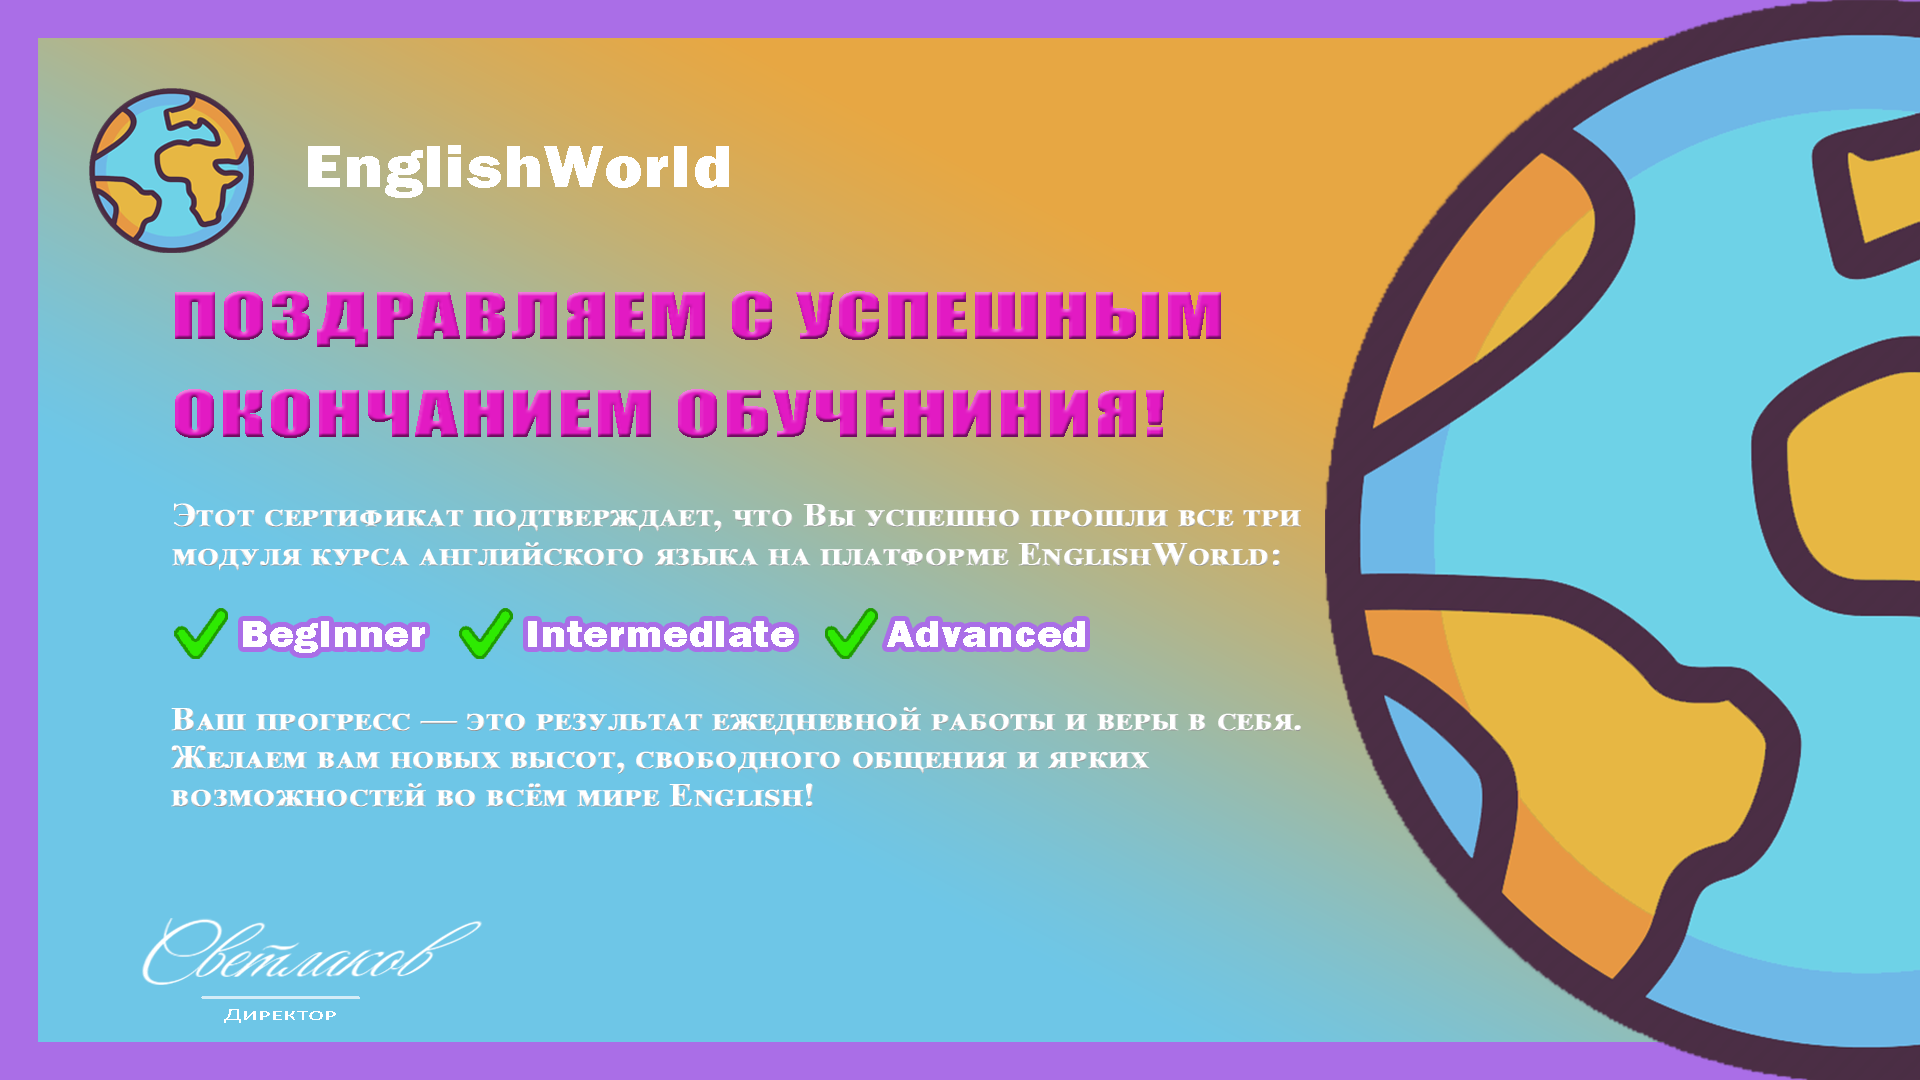 EnglishWorld
ПОЗДРАВЛЯЕМ С УСПЕШНЫМ
ОКОНЧАНИЕМ ОБУЧЕНИНИЯ!
Этот сертификат подтверждает, что Вы успешно прошли все три
модуля курса английского языка на платформе EnglishWorld:
Beginner Intermediate Advanced
Ваш прогресс — это результат ежедневной работы и веры в себя.
Желаем вам новых высот, свободного общения и ярких
возможностей во всём мире English!
Светлаков
Директор